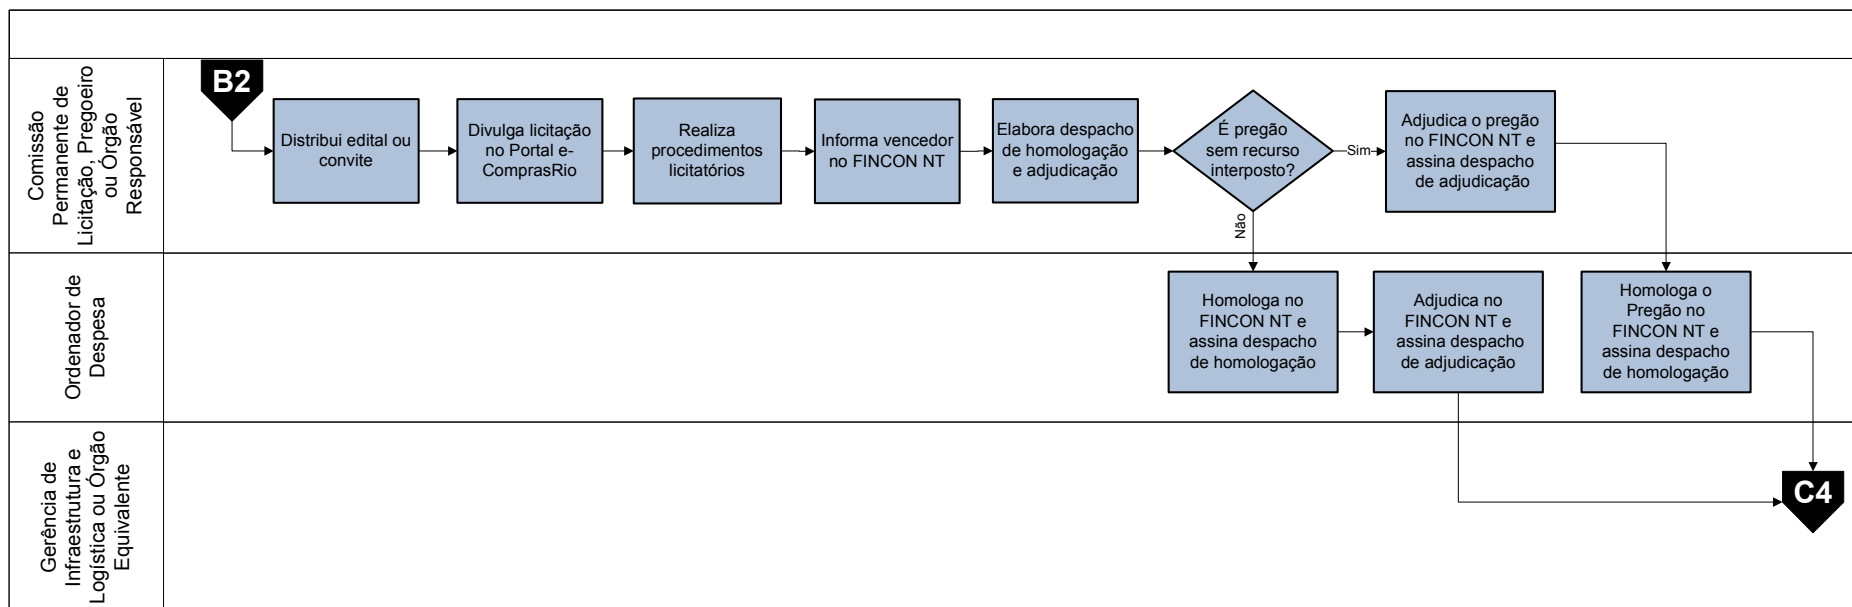 Comissão
Permanente de
Licitação, Pregoeiro
ou Órgão
Responsável
B2
Distribui edital ou
convite
Divulga licitação
no Portal e-
ComprasRio
Realiza
procedimentos
licitatórios
Informa vencedor
no FINCON NT
Elabora despacho
de homologação
e adjudicação
É pregão
sem recurso
interposto?
Sim
Não
Adjudica o pregão
no FINCON NT e
assina despacho
de adjudicação
Ordenador de
Despesa
Homologa no
FINCON NT e
assina despacho
de homologação
Adjudica no
FINCON NT e
assina despacho
de adjudicação
Homologa o
Pregão no
FINCON NT e
assina despacho
de homologação
Gerência de
Infraestrutura e
Logística ou Órgão
Equivalente
C4